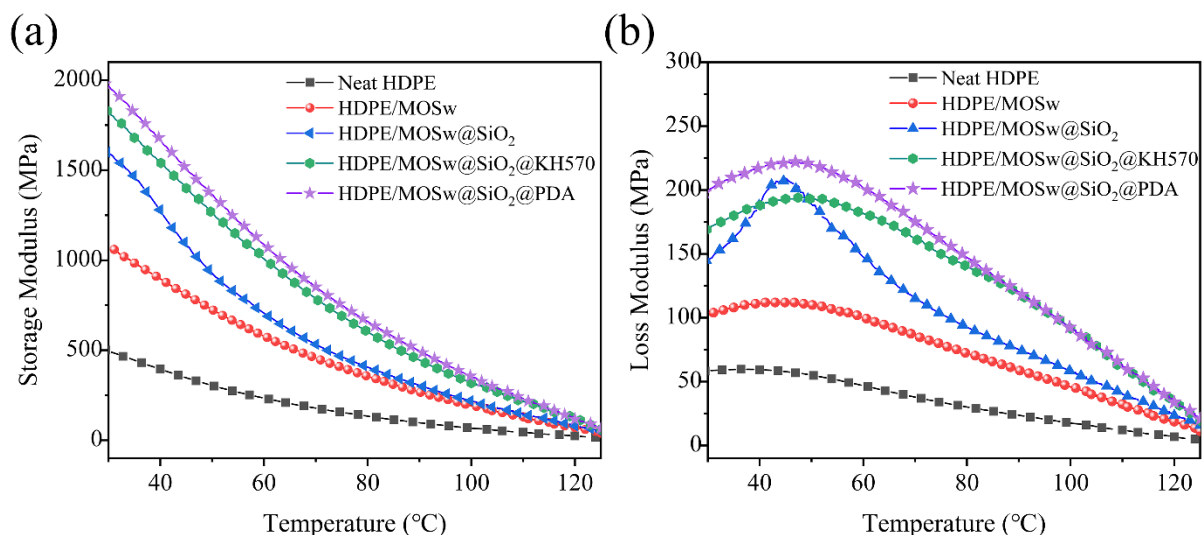 (a)
Storage Modulus (MPa)
2000
1500
1000
500
0
Neat HDPE
HDPE/MOSw
HDPE/MOSw@SiO₂
HDPE/MOSw@SiO₂@KH570
HDPE/MOSw@SiO₂@PDA
40 60 80 100 120
Temperature (℃)
(b)
Loss Modulus (MPa)
300
250
200
150
100
50
0
Neat HDPE
HDPE/MOSw
HDPE/MOSw@SiO₂
HDPE/MOSw@SiO₂@KH570
HDPE/MOSw@SiO₂@PDA
40 60 80 100 120
Temperature (℃)